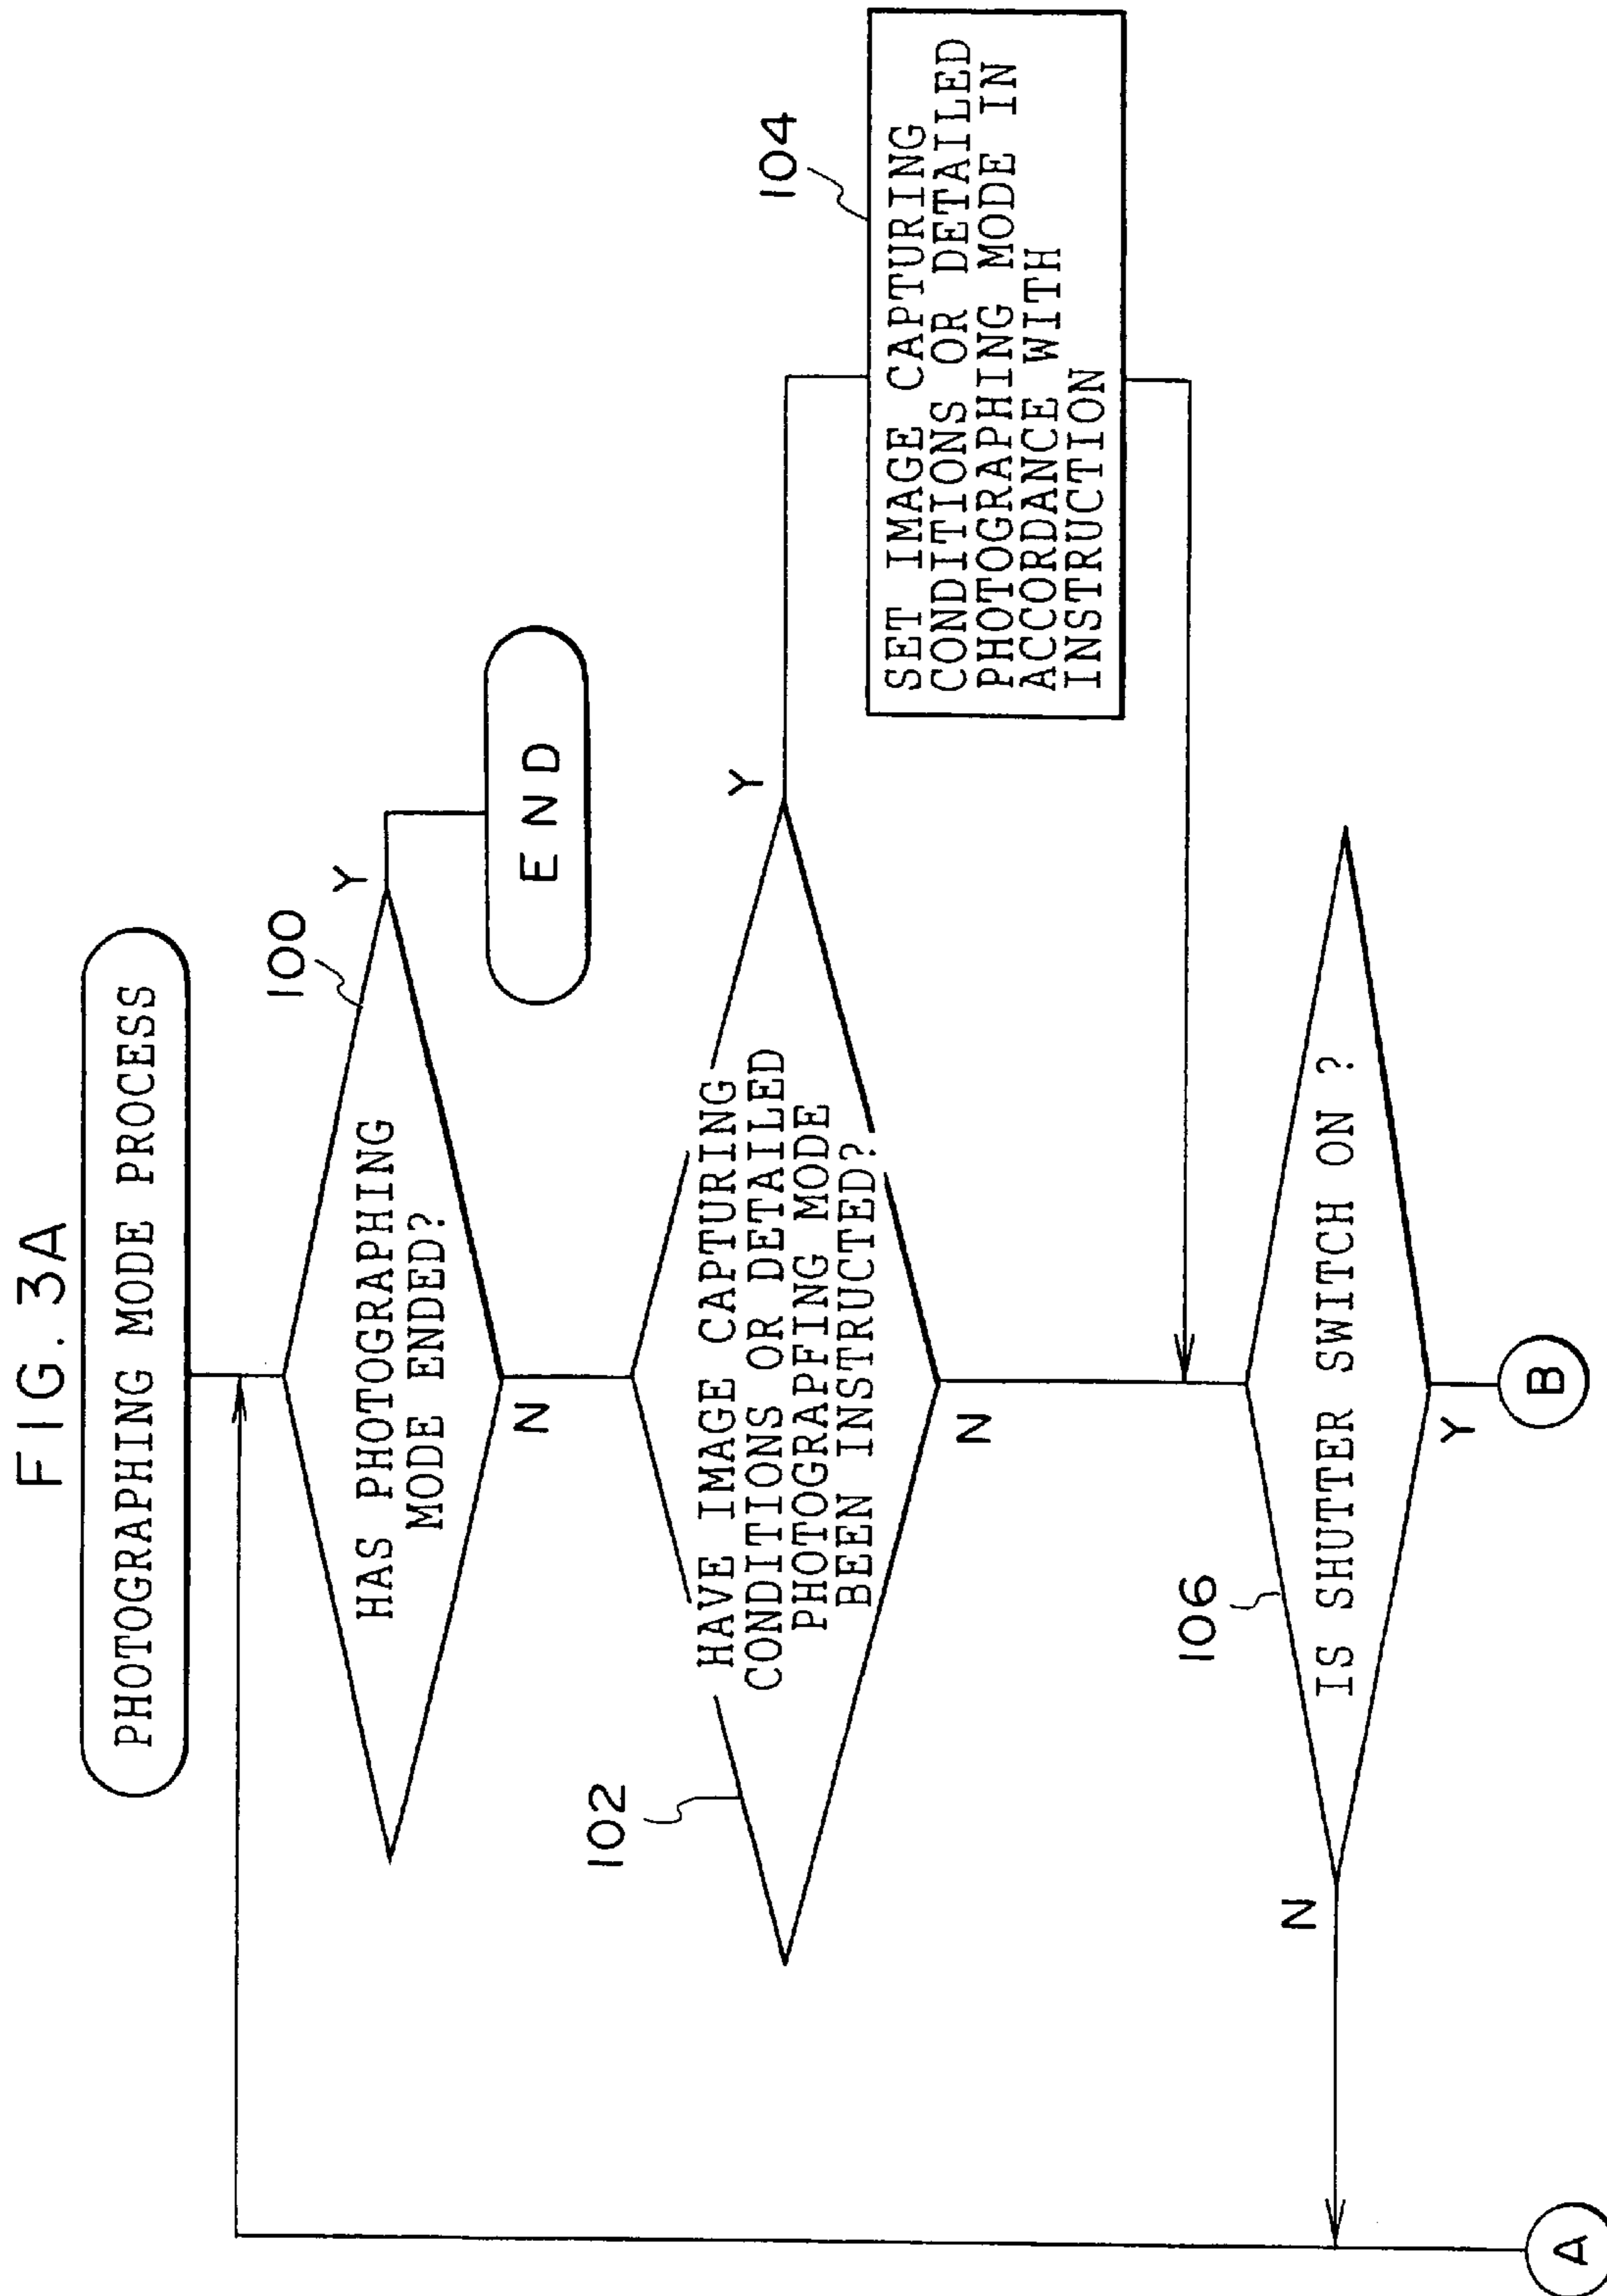 FIG. 3A
PHOTOGRAPHING MODE PROCESS
100
HAS PHOTOGRAPHING
MODE ENDED?
Y
N
END
102
HAVE IMAGE CAPTURING
CONDITIONS OR DETAILED
PHOTOGRAPFING MODE
BEEN INSTRUCTED?
Y
N
104
SET IMAGE CAPTURING
CONDITIONS OR DETAILED
PHOTOGRAPHING MODE IN
ACCORDANCE WITH
INSTRUCTION
106
IS SHUTTER SWITCH ON ?
N
Y
A
B